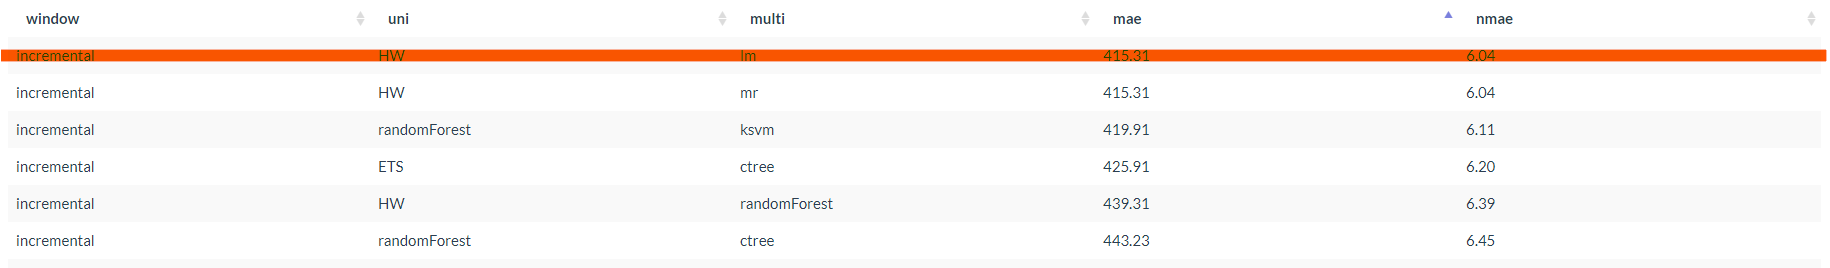 window uni multi mae nmae
incremental HW lm 415.31 6.04
incremental HW mr 415.31 6.04
incremental randomForest ksvm 419.91 6.11
incremental ETS ctree 425.91 6.20
incremental HW randomForest 439.31 6.39
incremental randomForest ctree 443.23 6.45